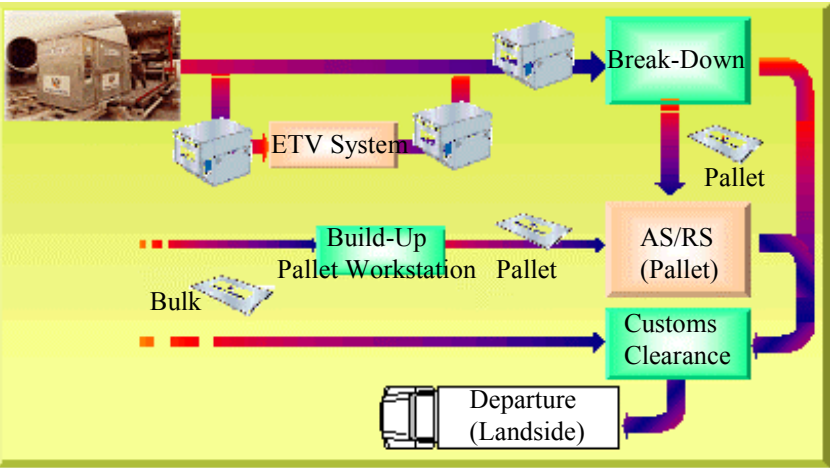 Break-Down
ETV System
Pallet
Build-Up
Pallet Workstation
Pallet
AS/RS
(Pallet)
Bulk
Customs
Clearance
Departure
(Landside)